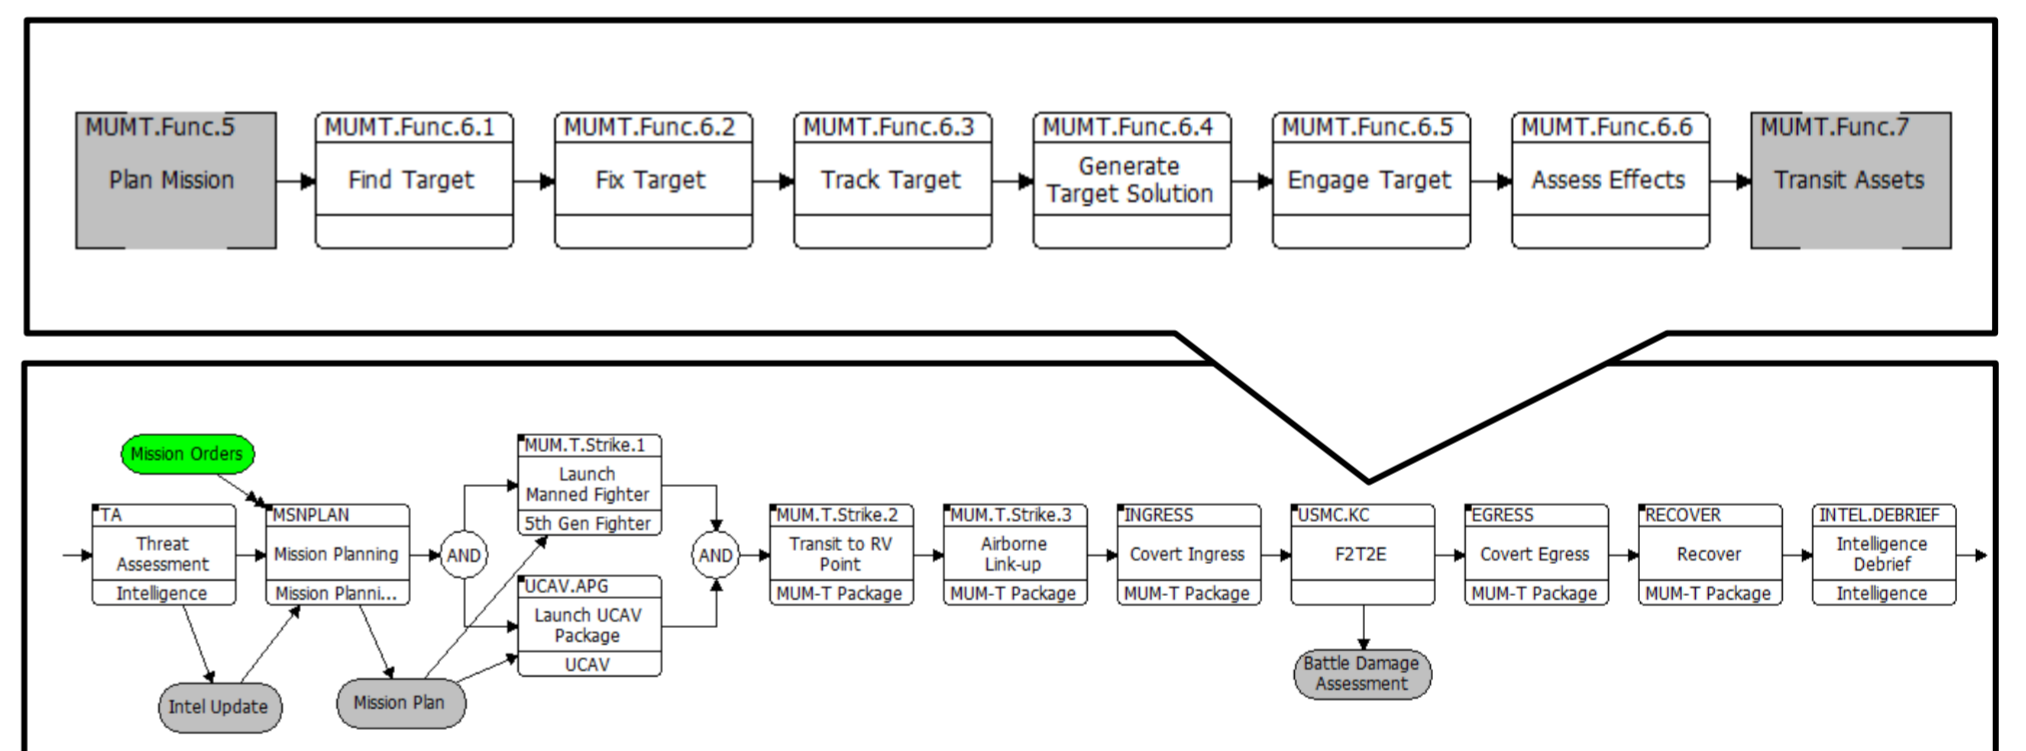 MUMT.Func.5
Plan Mission
MUMT.Func.6.1
Find Target
MUMT.Func.6.2
Fix Target
MUMT.Func.6.3
Track Target
MUMT.Func.6.4
Generate
Target Solution
MUMT.Func.6.5
Engage Target
MUMT.Func.6.6
Assess Effects
MUMT.Func.7
Transit Assets
Mission Orders
TA
Threat
Assessment
Intelligence
MSNPLAN
Mission Planning
Mission Planni...
Intel Update
Mission Plan
AND
MUM.T.Strike.1
Launch
Manned Fighter
5th Gen Fighter
UCAV.APG
Launch UCAV
Package
UCAV
AND
MUM.T.Strike.2
Transit to RV
Point
MUM-T Package
MUM.T.Strike.3
Airborne
Link-up
MUM-T Package
INGRESS
Covert Ingress
MUM-T Package
USMC.KC
F2T2E
Battle Damage
Assessment
EGRESS
Covert Egress
MUM-T Package
RECOVER
Recover
MUM-T Package
INTEL.DEBRIEF
Intelligence
Debrief
Intelligence